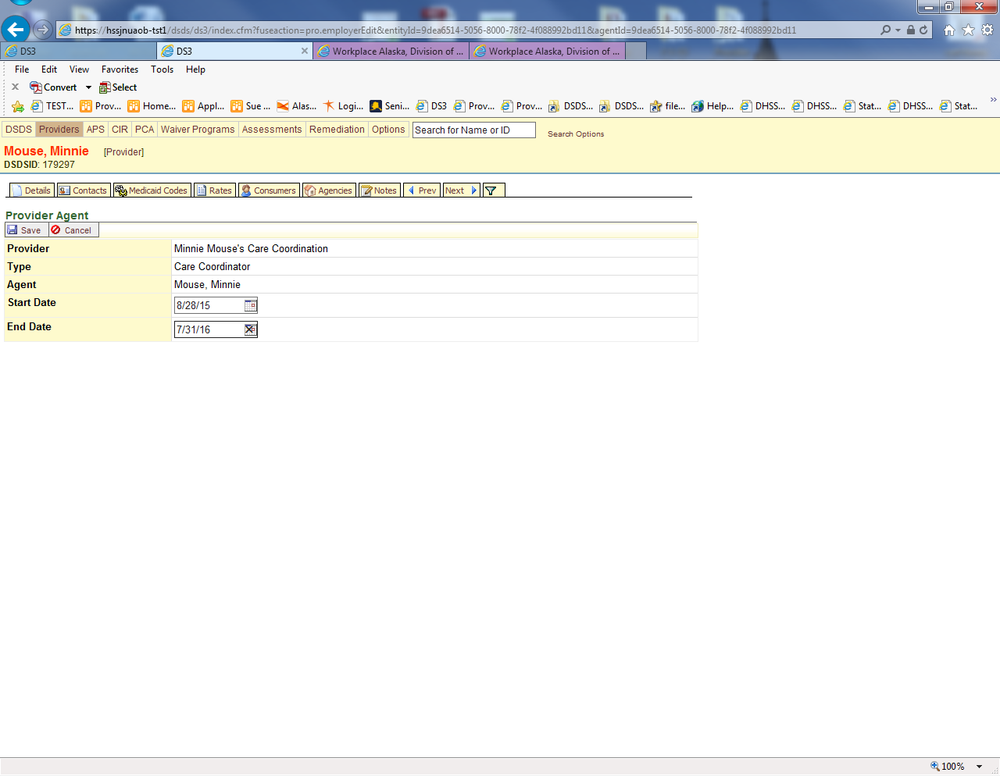 https://hssjnuaob-tst1/dsds/ds3/index.cfm?fuseaction=pro.employerEdit&entityId=9dea6514-5056-8000-78f2-4f088992bd11&agentId=9dea6514-5056-8000-78f2-4f088992bd11
DS3 DS3 Workplace Alaska, Division of ... Workplace Alaska, Division of ...
File Edit View Favorites Tools Help
Convert Select
TEST... Prov... Home... Appl... Sue ... Alas... Logi... Seni... DS3 Prov... Prov... DSDS... DSDS... file... Help... DHSS... DHSS... Stat... DHSS... Stat...
DSDS Providers APS CIR PCA Waiver Programs Assessments Remediation Options Search for Name or ID Search Options
Mouse, Minnie [Provider]
DSDSID: 179297
Details Contacts Medicaid Codes Rates Consumers Agencies Notes Prev Next
Provider Agent
Save Cancel
Provider Minnie Mouse's Care Coordination
Type Care Coordinator
Agent Mouse, Minnie
Start Date 8/28/15
End Date 7/31/16
100%